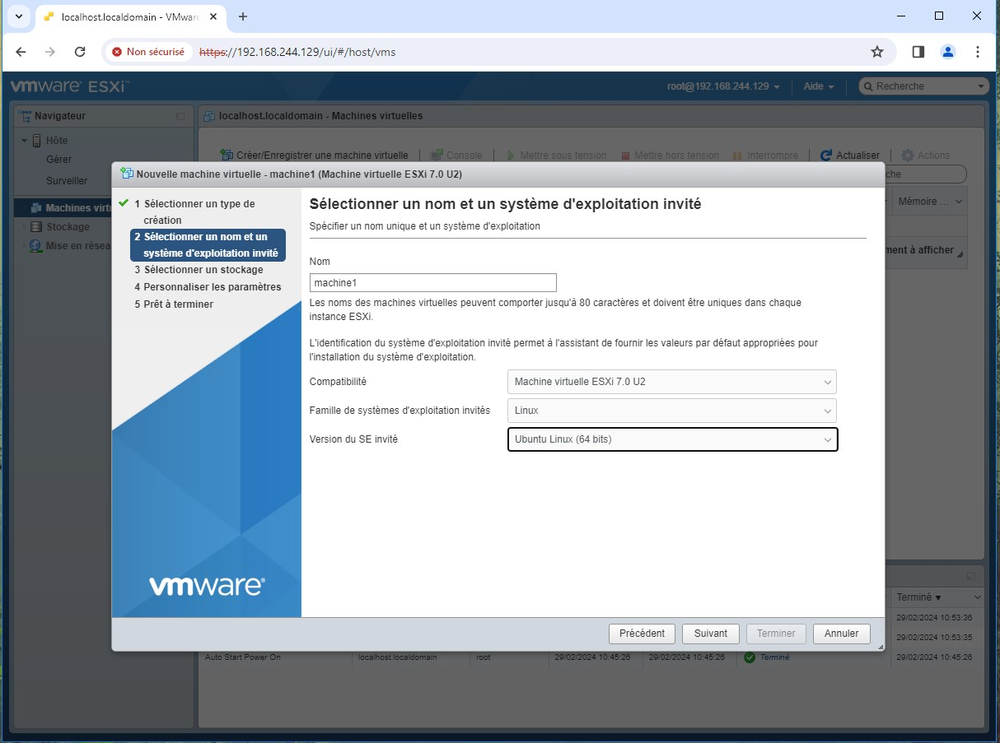 localhost.localdomain - VMware
Non sécurisé
https://192.168.244.129/ui/#/host/vms
vmware ESXi™
root@192.168.244.129
Aide
Recherche
Navigateur
localhost.localdomain - Machines virtuelles
Hôte
Gérer
Surveiller
Machines virt
Stockage
Mise en résea
Créer/Enregistrer une machine virtuelle
Console
Mettre sous tension
Mettre hors tension
Interrompre
Actualiser
Actions
che
Mémoire ...
ment à afficher
Nouvelle machine virtuelle - machine1 (Machine virtuelle ESXi 7.0 U2)
1 Sélectionner un type de
création
2 Sélectionner un nom et un
système d'exploitation invité
3 Sélectionner un stockage
4 Personnaliser les paramètres
5 Prêt à terminer
vmware®
Sélectionner un nom et un système d'exploitation invité
Spécifier un nom unique et un système d'exploitation
Nom
machine1
Les noms des machines virtuelles peuvent comporter jusqu'à 80 caractères et doivent être uniques dans chaque
instance ESXi.
L'identification du système d'exploitation invité permet à l'assistant de fournir les valeurs par défaut appropriées pour
l'installation du système d'exploitation.
Compatibilité
Machine virtuelle ESXi 7.0 U2
Famille de systèmes d'exploitation invités
Linux
Version du SE invité
Ubuntu Linux (64 bits)
Précédent
Suivant
Terminer
Annuler
Terminé ▼
29/02/2024 10:53:36
29/02/2024 10:53:35
Auto Start Power On
localhost.localdomain
root
29/02/2024 10:45:26
29/02/2024 10:45:26
Terminé
29/02/2024 10:45:26